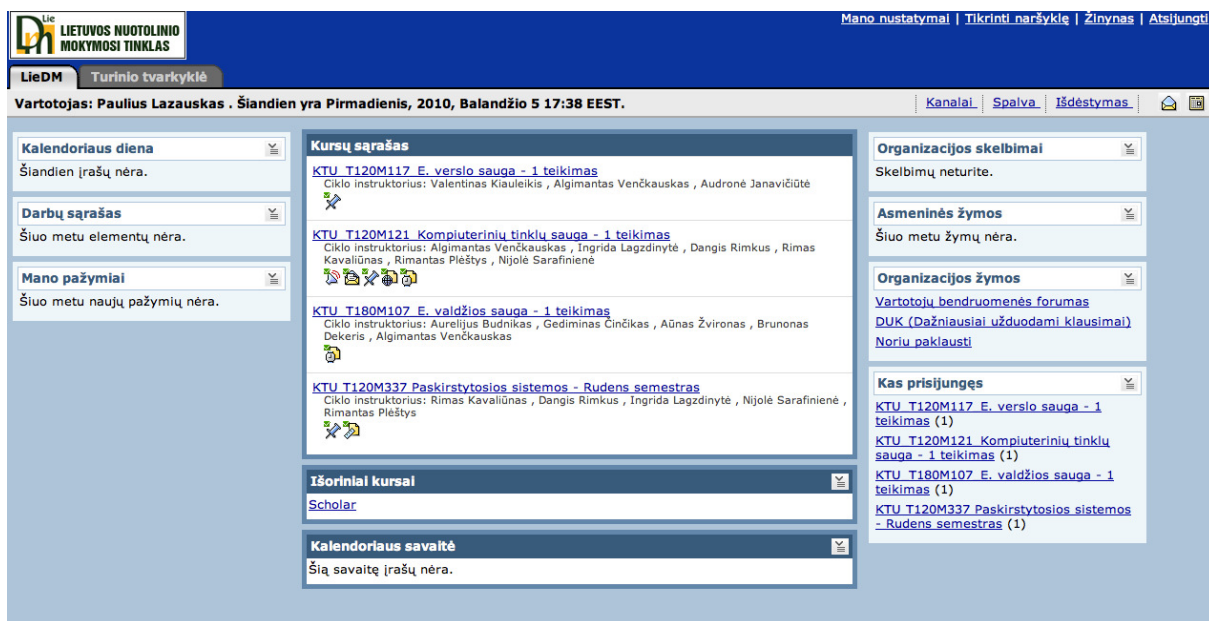 Lie
LIETUVOS NUOTOLINIO
MOKYMOSI TINKLAS
Mano nustatymai | Tikrinti naršyklę | Žinynas | Atsijungti
LieDM
Turinio tvarkyklė
Vartotojas: Paulius Lazauskas . Šiandien yra Pirmadienis, 2010, Balandžio 5 17:38 EEST.
Kanalai
Spalva
Išdėstymas
Kalendoriaus diena
Šiandien įrašų nėra.
Darbų sąrašas
Šiuo metu elementų nėra.
Mano pažymiai
Šiuo metu naujų pažymių nėra.
Kursų sąrašas
KTU T120M117 E. verslo sauga - 1 teikimas
Ciklo instruktorius: Valentinas Kiauleikis , Algimantas Venčkauskas , Audronė Janavičiūtė
KTU T120M121 Kompiuterinių tinklų sauga - 1 teikimas
Ciklo instruktorius: Algimantas Venčkauskas , Ingrida Lagzdinytė , Dangis Rimkus , Rimas
Kavaliūnas , Rimantas Plėštys , Nijolė Sarafinienė
KTU T180M107 E. valdžios sauga - 1 teikimas
Ciklo instruktorius: Aurelijus Budnikas , Gediminas Činčikas , Aūnas Žvironas , Brunonas
Dekeris , Algimantas Venčkauskas
KTU T120M337 Paskirstytosios sistemos - Rudens semestras
Ciklo instruktorius: Rimas Kavaliūnas , Dangis Rimkus , Ingrida Lagzdinytė , Nijolė Sarafinienė ,
Rimantas Plėštys
Išoriniai kursai
Scholar
Kalendoriaus savaitė
Šią savaitę įrašų nėra.
Organizacijos skelbimai
Skelbimų neturite.
Asmeninės žymos
Šiuo metu žymų nėra.
Organizacijos žymos
Vartotojų bendruomenės forumas
DUK (Dažniausiai užduodami klausimai)
Noriu paklausti
Kas prisijungęs
KTU T120M117 E. verslo sauga - 1
teikimas (1)
KTU T120M121 Kompiuterinių tinklų
sauga - 1 teikimas (1)
KTU T180M107 E. valdžios sauga - 1
teikimas (1)
KTU T120M337 Paskirstytosios sistemos
- Rudens semestras (1)